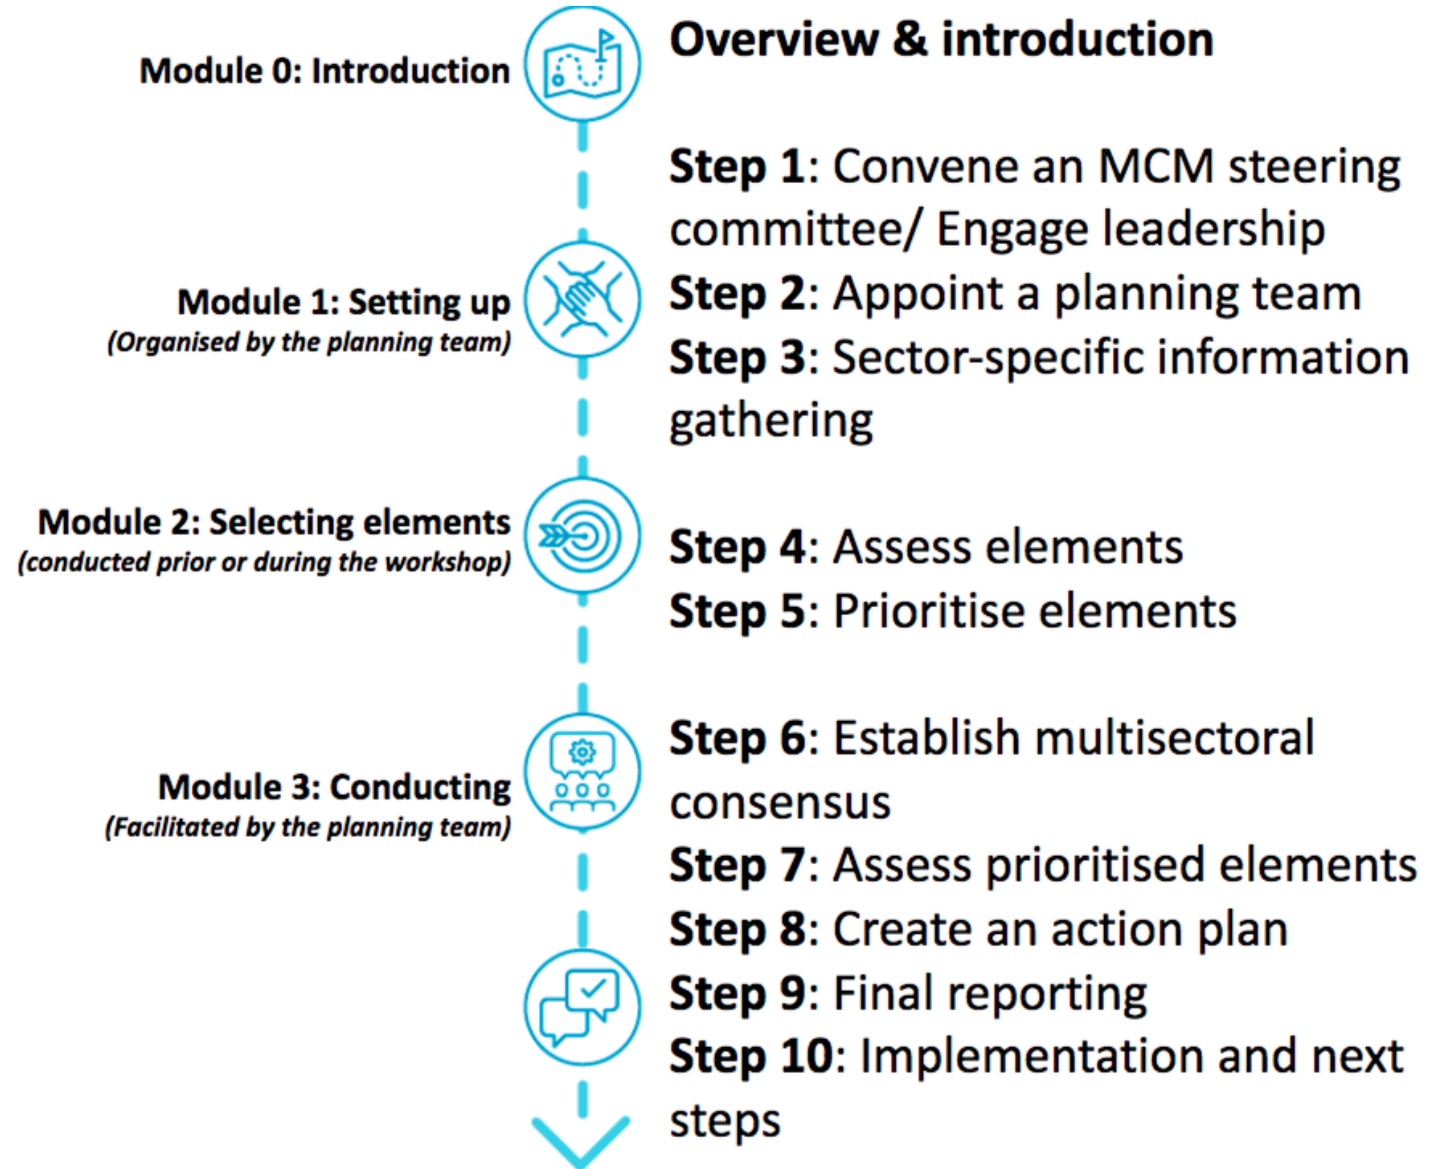 Module 0: Introduction
Overview & introduction
Module 1: Setting up
(Organised by the planning team)
Step 1: Convene an MCM steering
committee/ Engage leadership
Step 2: Appoint a planning team
Step 3: Sector-specific information
gathering
Module 2: Selecting elements
(conducted prior or during the workshop)
Step 4: Assess elements
Step 5: Prioritise elements
Module 3: Conducting
(Facilitated by the planning team)
Step 6: Establish multisectoral
consensus
Step 7: Assess prioritised elements
Step 8: Create an action plan
Step 9: Final reporting
Step 10: Implementation and next
steps